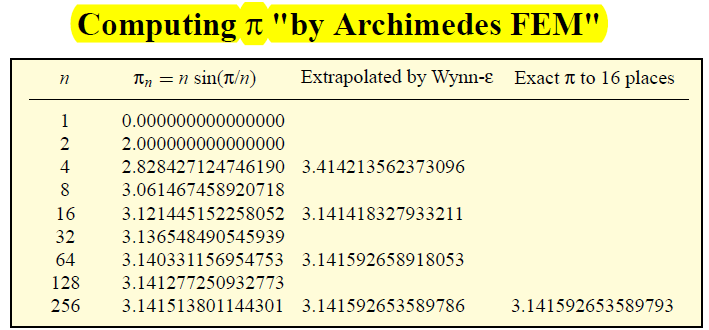 Computing π "by Archimedes FEM"
n πn = n sin(π/n) Extrapolated by Wynn-ε Exact π to 16 places
1 0.000000000000000
2 2.000000000000000
4 2.828427124746190 3.414213562373096
8 3.061467458920718
16 3.121445152258052 3.141418327933211
32 3.136548490545939
64 3.140331156954753 3.141592658918053
128 3.141277250932773
256 3.141513801144301 3.141592653589786 3.141592653589793